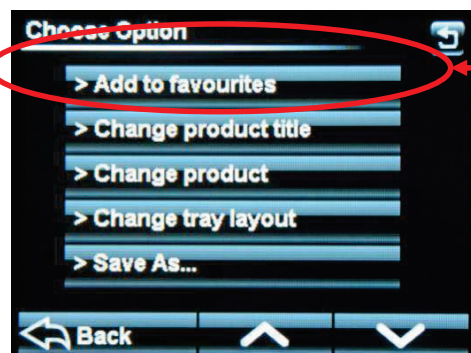 Choose Option
> Add to favourites
> Change product title
> Change product
> Change tray layout
> Save As...
Back